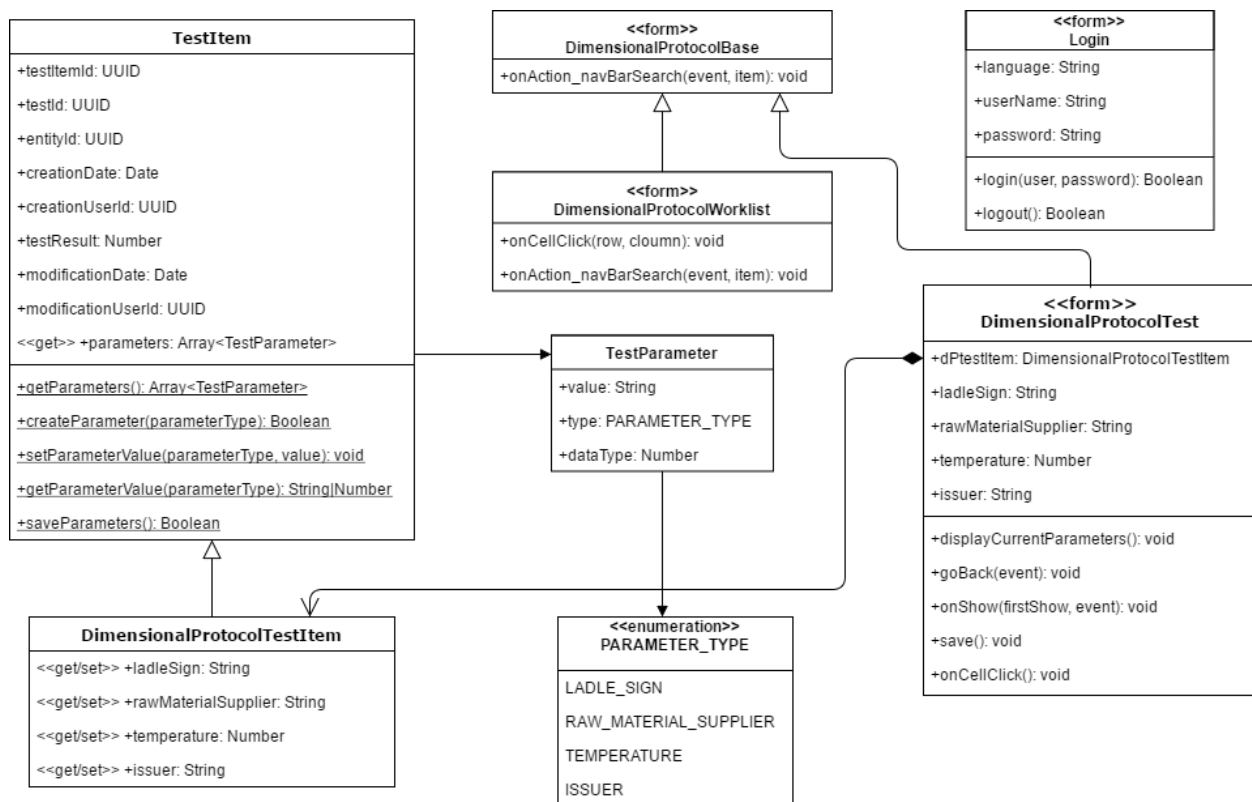 TestItem
+testItemId: UUID
+testId: UUID
+entityId: UUID
+creationDate: Date
+creationUserId: UUID
+testResult: Number
+modificationDate: Date
+modificationUserId: UUID
<<get>> +parameters: Array<TestParameter>
+getParameters(): Array<TestParameter>
+createParameter(parameterType): Boolean
+setParameterValue(parameterType, value): void
+getParameterValue(parameterType): String|Number
+saveParameters(): Boolean
<<form>>
DimensionalProtocolBase
+onAction_navBarSearch(event, item): void
<<form>>
Login
+language: String
+userName: String
+password: String
+login(user, password): Boolean
+logout(): Boolean
<<form>>
DimensionalProtocolWorklist
+onCellClick(row, cloumn): void
+onAction_navBarSearch(event, item): void
<<form>>
DimensionalProtocolTest
+dPtestItem: DimensionalProtocolTestItem
+ladleSign: String
+rawMaterialSupplier: String
+temperature: Number
+issuer: String
+displayCurrentParameters(): void
+goBack(event): void
+onShow(firstShow, event): void
+save(): void
+onCellClick(): void
TestParameter
+value: String
+type: PARAMETER_TYPE
+dataType: Number
DimensionalProtocolTestItem
<<get/set>> +ladleSign: String
<<get/set>> +rawMaterialSupplier: String
<<get/set>> +temperature: Number
<<get/set>> +issuer: String
<<enumeration>>
PARAMETER_TYPE
LADLE_SIGN
RAW_MATERIAL_SUPPLIER
TEMPERATURE
ISSUER